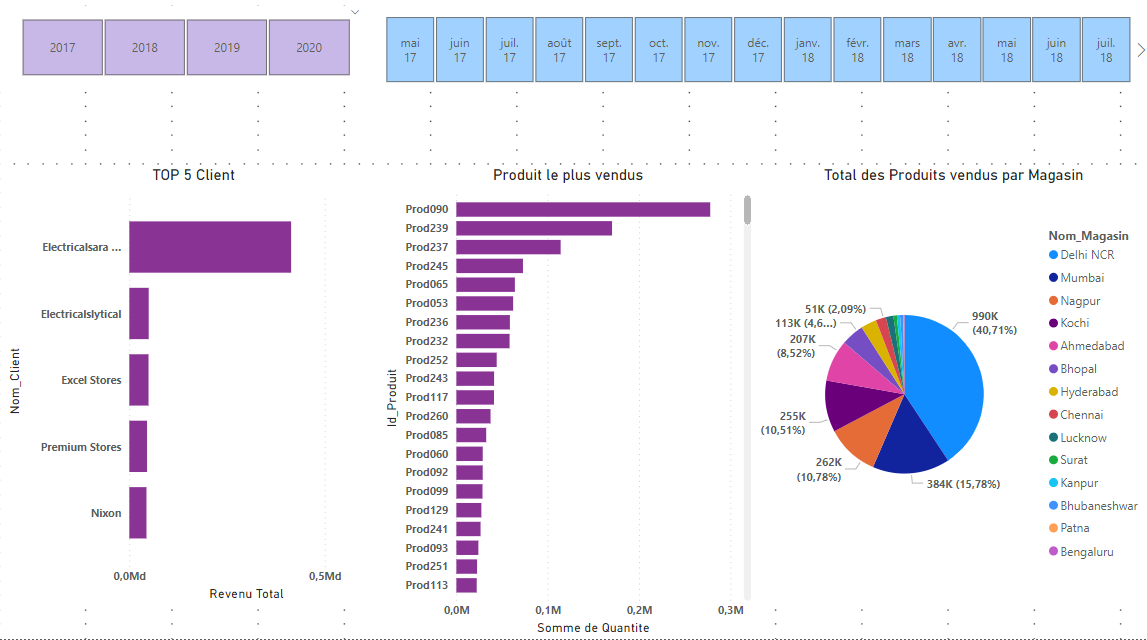 2017
2018
2019
2020
mai
17
juin
17
juil.
17
août
17
sept.
17
oct.
17
nov.
17
déc.
17
janv.
18
févr.
18
mars
18
avr.
18
mai
18
juin
18
juil.
18
TOP 5 Client
Nom_Client
Electricalsara ...
Electricalslytical
Excel Stores
Premium Stores
Nixon
0,0Md
0,5Md
Revenu Total
Produit le plus vendus
Id_Produit
Prod090
Prod239
Prod237
Prod245
Prod065
Prod053
Prod236
Prod232
Prod252
Prod243
Prod117
Prod260
Prod085
Prod060
Prod092
Prod099
Prod129
Prod241
Prod093
Prod251
Prod113
0,0M
0,1M
0,2M
0,3M
Somme de Quantite
Total des Produits vendus par Magasin
51K (2,09%)
113K (4,6...)
207K
(8,52%)
255K
(10,51%)
262K
(10,78%)
384K (15,78%)
990K
(40,71%)
Nom_Magasin
Delhi NCR
Mumbai
Nagpur
Kochi
Ahmedabad
Bhopal
Hyderabad
Chennai
Lucknow
Surat
Kanpur
Bhubaneshwar
Patna
Bengaluru